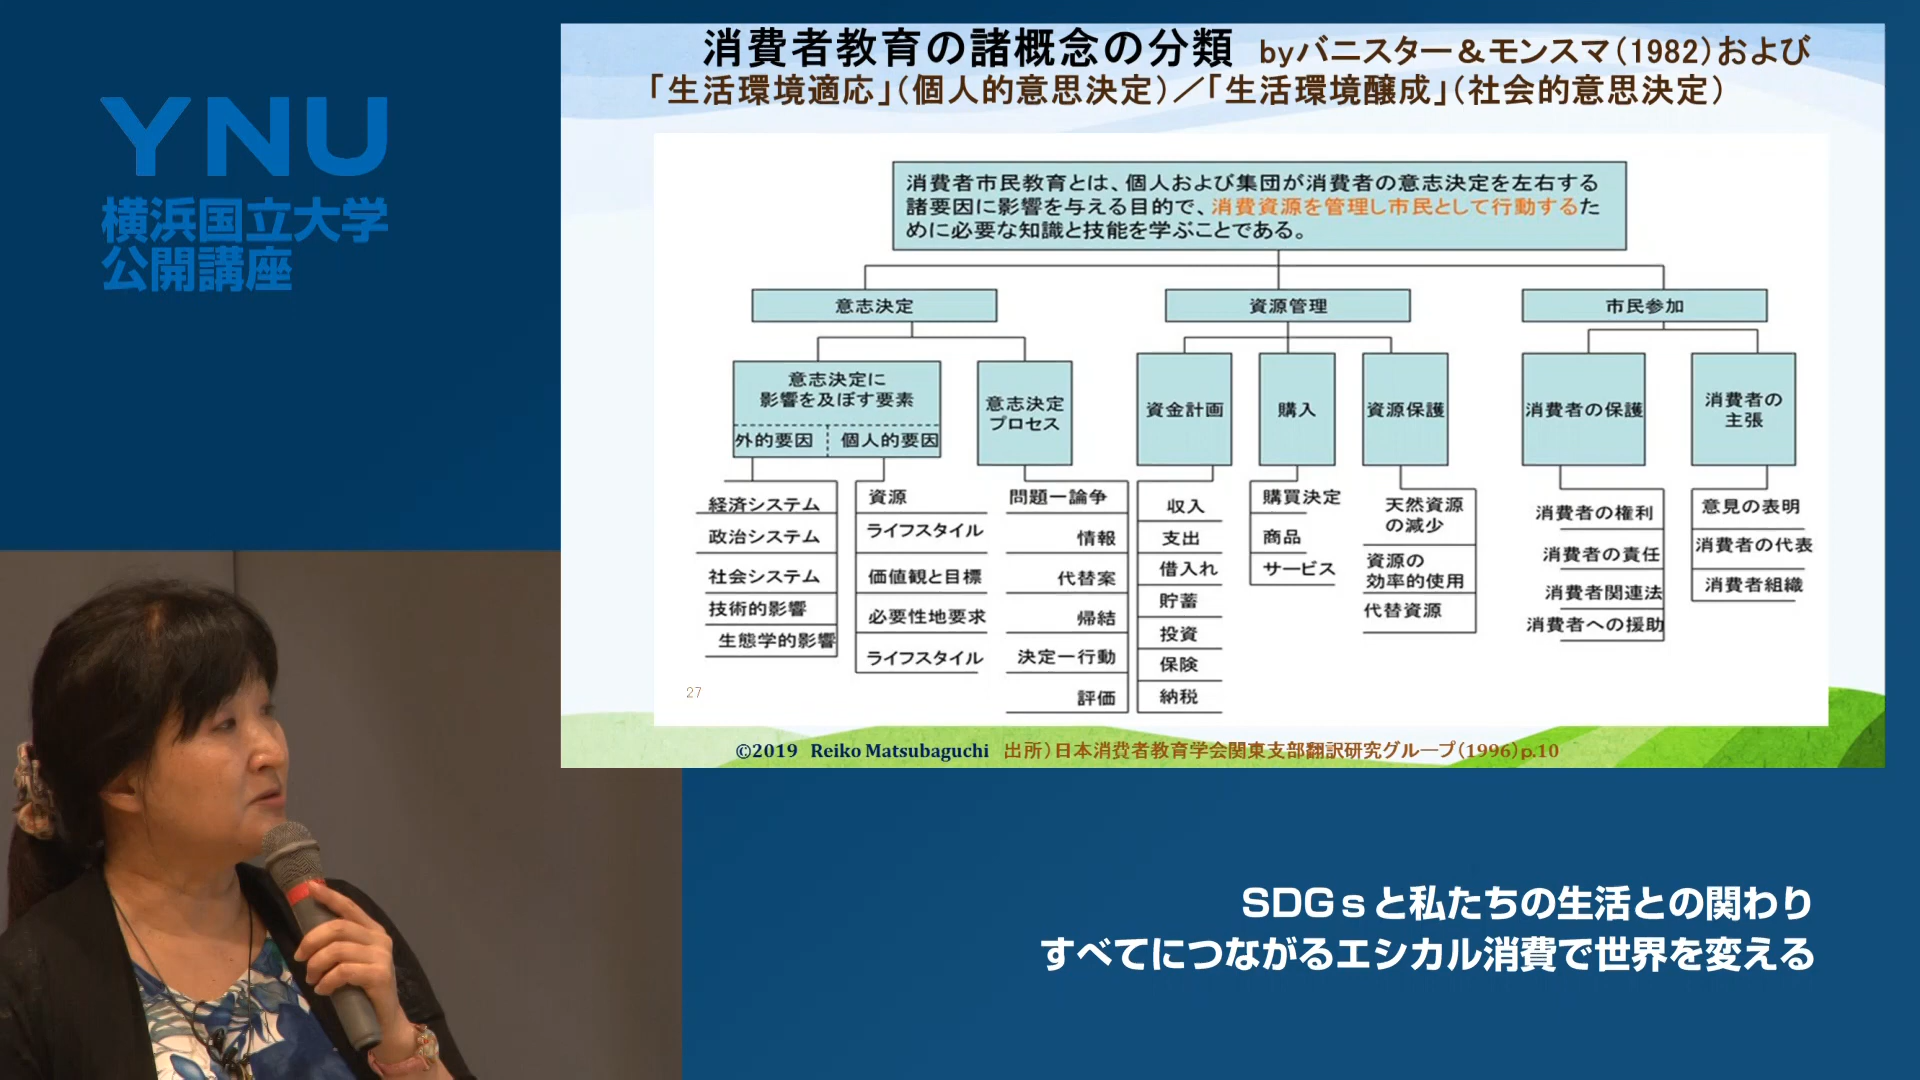 YNU
横浜国立大学
公開講座
消費者教育の諸概念の分類 byバニスター＆モンスマ（1982）および
「生活環境適応」（個人的意思決定）／「生活環境醸成」（社会的意思決定）
消費者市民教育とは、個人および集団が消費者の意志決定を左右する
諸要因に影響を与える目的で、消費資源を管理し市民として行動するた
めに必要な知識と技能を学ぶことである。
意志決定
資源管理
市民参加
意志決定に
影響を及ぼす要素
外的要因
個人的要因
意志決定
プロセス
資金計画
購入
資源保護
消費者の保護
消費者の
主張
経済システム
政治システム
社会システム
技術的影響
生態学的影響
資源
ライフスタイル
価値観と目標
必要性地要求
ライフスタイル
問題ー論争
情報
代替案
帰結
決定ー行動
評価
収入
支出
借入れ
貯蓄
投資
保険
納税
購買決定
商品
サービス
天然資源
の減少
資源の
効率的使用
代替資源
消費者の権利
消費者の責任
消費者関連法
消費者への援助
意見の表明
消費者の代表
消費者組織
27
©2019 Reiko Matsubaguchi 出所）日本消費者教育学会関東支部翻訳研究グループ（1996）p.10
SDGsと私たちの生活との関わり
すべてにつながるエシカル消費で世界を変える